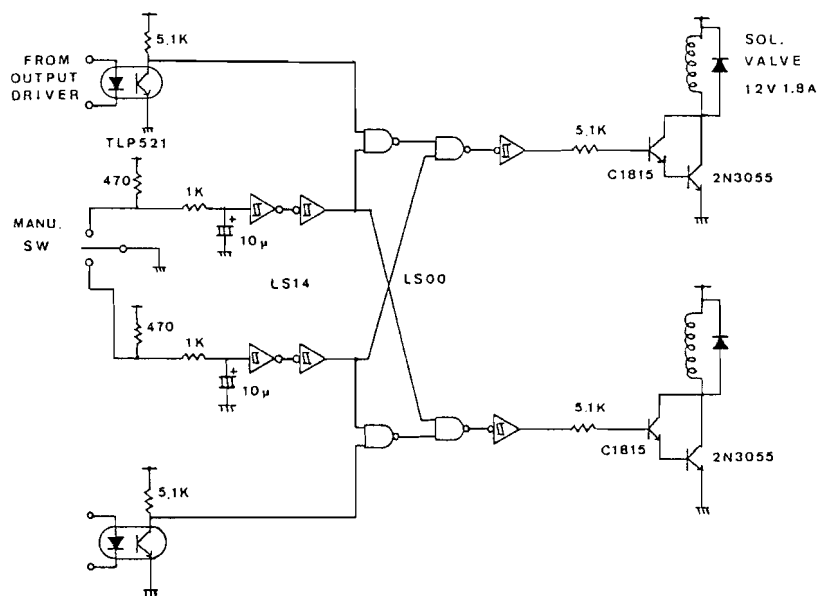 5.1K
FROM
OUTPUT
DRIVER
TLP521
SOL.
VALVE
12V 1.8A
5.1K
C1815
2N3055
470
1K
+
10μ
MANU.
SW
LS14
LS00
470
1K
+
10μ
5.1K
C1815
2N3055
5.1K